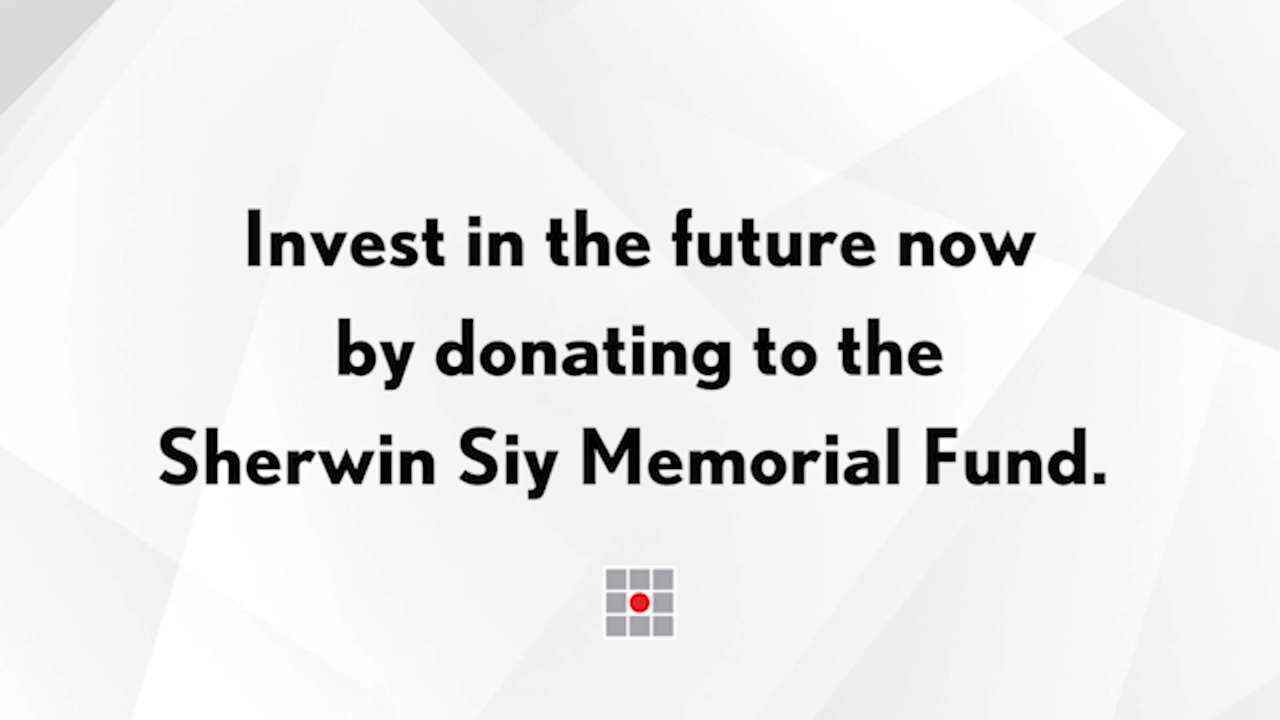 Invest in the future now
by donating to the
Sherwin Siy Memorial Fund.